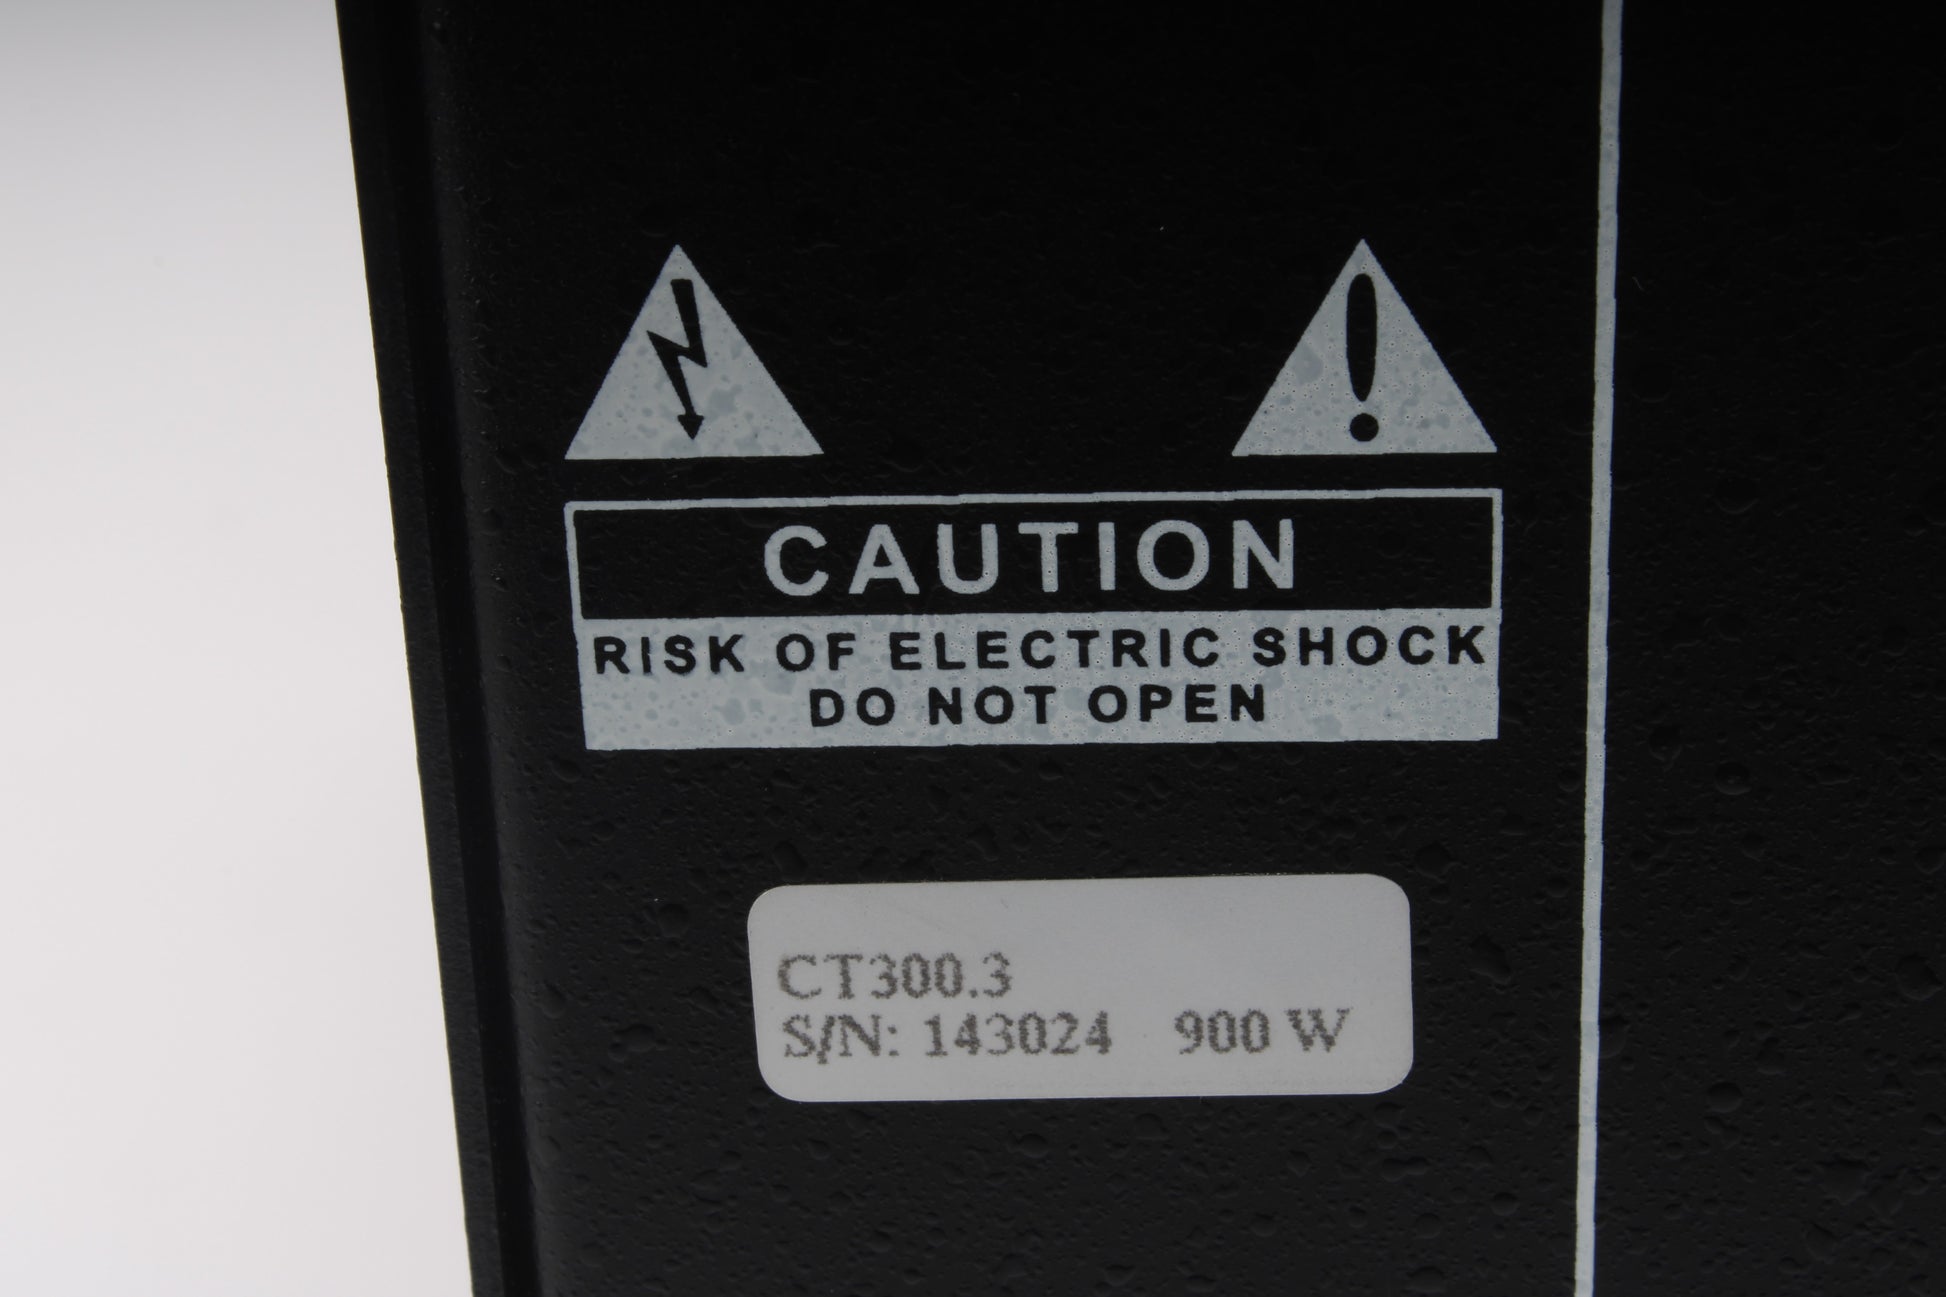 CAUTION
RISK OF ELECTRIC SHOCK
DO NOT OPEN
CT300.3
S/N: 143024 900 W